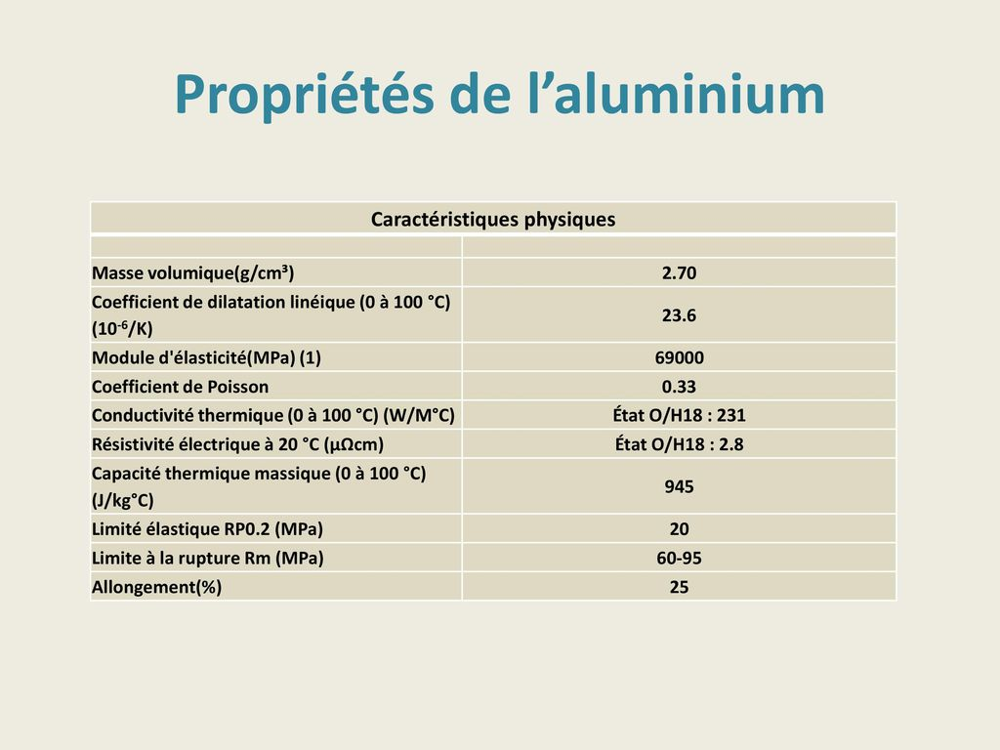 Propriétés de l’aluminium
Caractéristiques physiques
Masse volumique(g/cm³) 2.70
Coefficient de dilatation linéique (0 à 100 °C)
(10⁻⁶/K) 23.6
Module d'élasticité(MPa) (1) 69000
Coefficient de Poisson 0.33
Conductivité thermique (0 à 100 °C) (W/M°C) État O/H18 : 231
Résistivité électrique à 20 °C (µΩcm) État O/H18 : 2.8
Capacité thermique massique (0 à 100 °C)
(J/kg°C) 945
Limité élastique RP0.2 (MPa) 20
Limite à la rupture Rm (MPa) 60-95
Allongement(%) 25